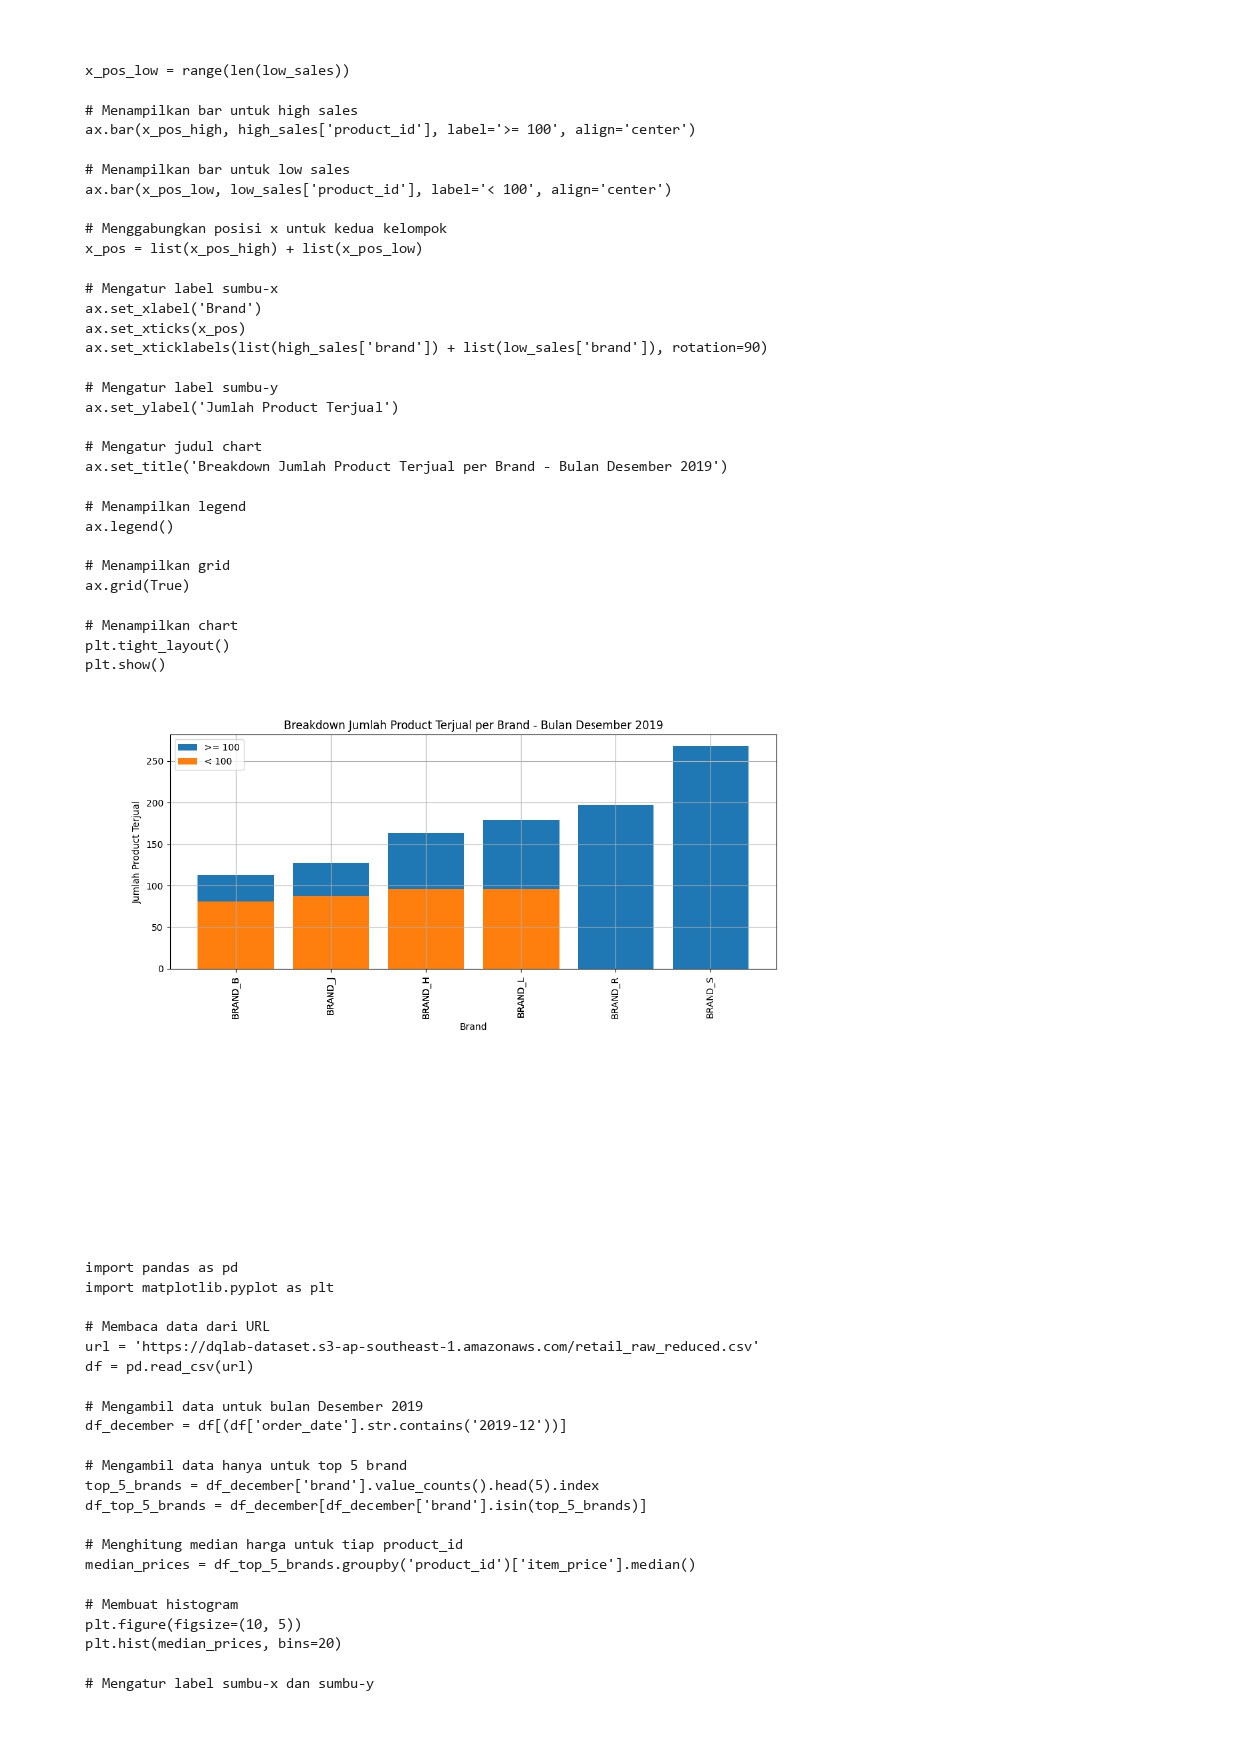 x_pos_low = range(len(low_sales))
# Menampilkan bar untuk high sales
ax.bar(x_pos_high, high_sales['product_id'], label='>= 100', align='center')
# Menampilkan bar untuk low sales
ax.bar(x_pos_low, low_sales['product_id'], label='< 100', align='center')
# Menggabungkan posisi x untuk kedua kelompok
x_pos = list(x_pos_high) + list(x_pos_low)
# Mengatur label sumbu-x
ax.set_xlabel('Brand')
ax.set_xticks(x_pos)
ax.set_xticklabels(list(high_sales['brand']) + list(low_sales['brand']), rotation=90)
# Mengatur label sumbu-y
ax.set_ylabel('Jumlah Product Terjual')
# Mengatur judul chart
ax.set_title('Breakdown Jumlah Product Terjual per Brand - Bulan Desember 2019')
# Menampilkan legend
ax.legend()
# Menampilkan grid
ax.grid(True)
# Menampilkan chart
plt.tight_layout()
plt.show()
Breakdown Jumlah Product Terjual per Brand - Bulan Desember 2019
>= 100
< 100
250
200
150
100
50
0
Jumlah Product Terjual
BRAND_B
BRAND_J
BRAND_H
BRAND_L
BRAND_R
BRAND_S
Brand
import pandas as pd
import matplotlib.pyplot as plt
# Membaca data dari URL
url = 'https://dqlab-dataset.s3-ap-southeast-1.amazonaws.com/retail_raw_reduced.csv'
df = pd.read_csv(url)
# Mengambil data untuk bulan Desember 2019
df_december = df[(df['order_date'].str.contains('2019-12'))]
# Mengambil data hanya untuk top 5 brand
top_5_brands = df_december['brand'].value_counts().head(5).index
df_top_5_brands = df_december[df_december['brand'].isin(top_5_brands)]
# Menghitung median harga untuk tiap product_id
median_prices = df_top_5_brands.groupby('product_id')['item_price'].median()
# Membuat histogram
plt.figure(figsize=(10, 5))
plt.hist(median_prices, bins=20)
# Mengatur label sumbu-x dan sumbu-y